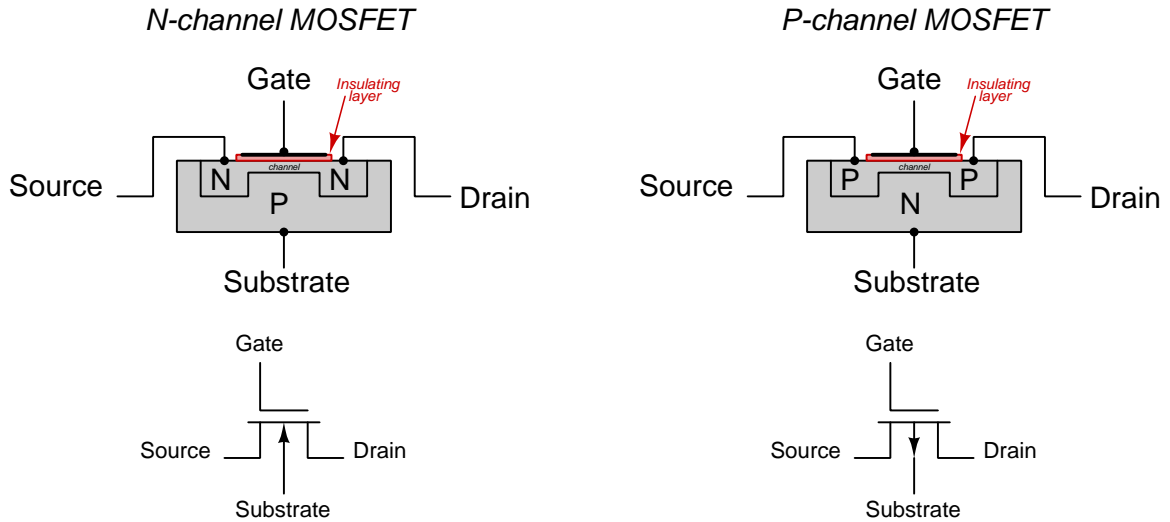 N-channel MOSFET
P-channel MOSFET
Gate
Insulating
layer
channel
N
N
P
Source
Drain
Substrate
Gate
Insulating
layer
channel
P
P
N
Source
Drain
Substrate
Gate
Source
Drain
Substrate
Gate
Source
Drain
Substrate